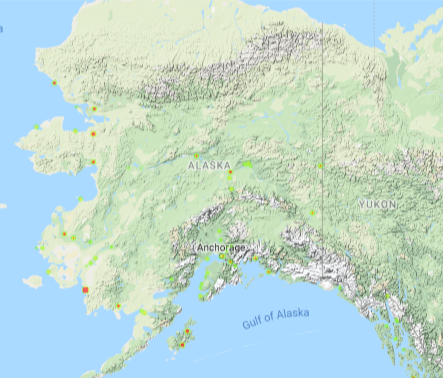 ALASKA
YUKON
Anchorage
Gulf of Alaska